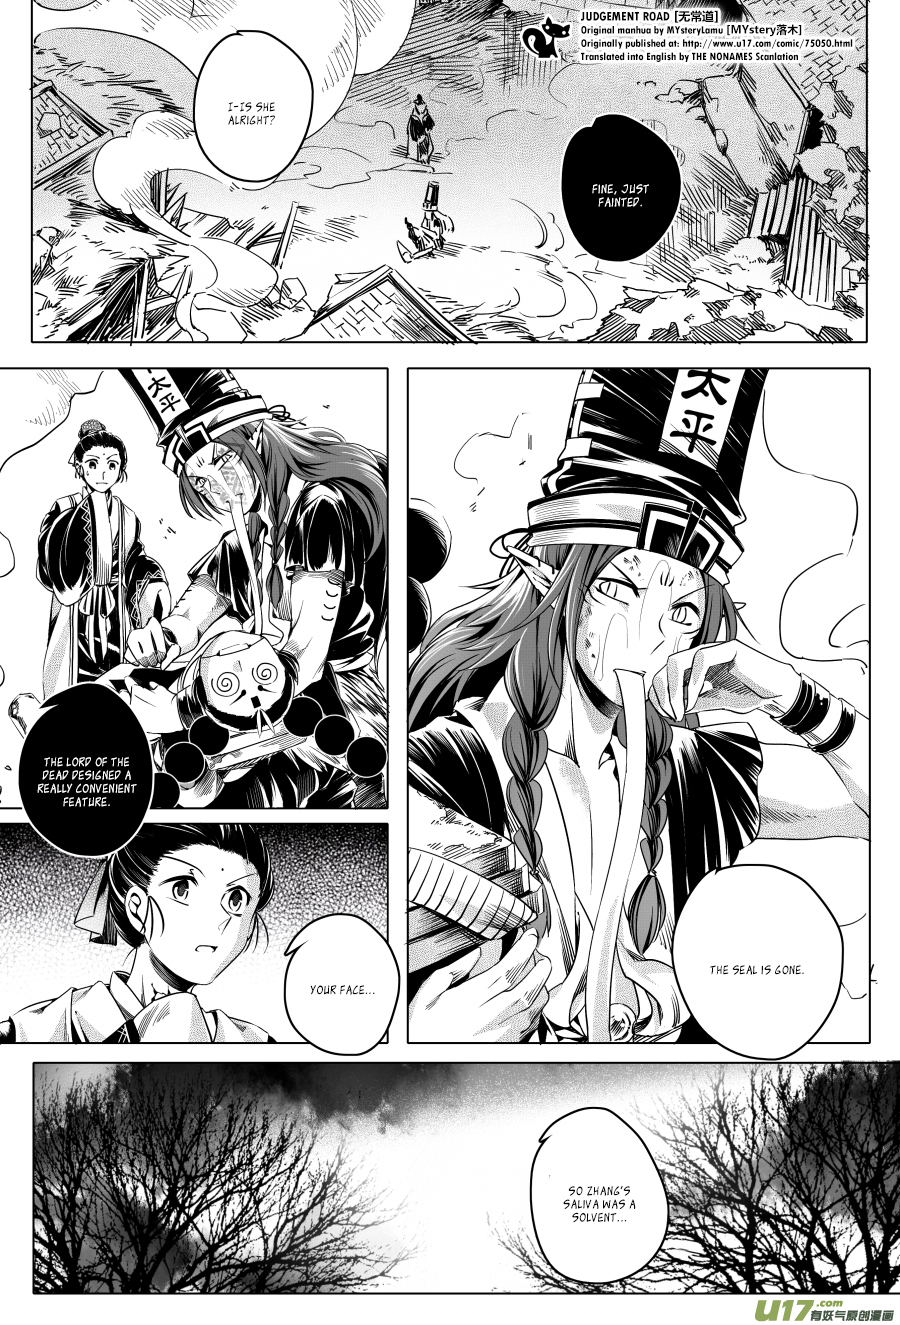 JUDGEMENT ROAD [无常道]
Original manhua by MYsteryLamu [MYstery落木]
Originally published at: http://www.u17.com/comic/75050.html
Translated into English by THE NONAMES Scanlation
I-IS SHE
ALRIGHT?
FINE, JUST
FAINTED.
太
平
太
平
THE LORD OF THE
DEAD DESIGNED A
REALLY CONVENIENT
FEATURE.
THE SEAL IS GONE.
YOUR FACE...
SO ZHANG'S
SALIVA WAS A
SOLVENT...
U17.com
有妖气原创漫画